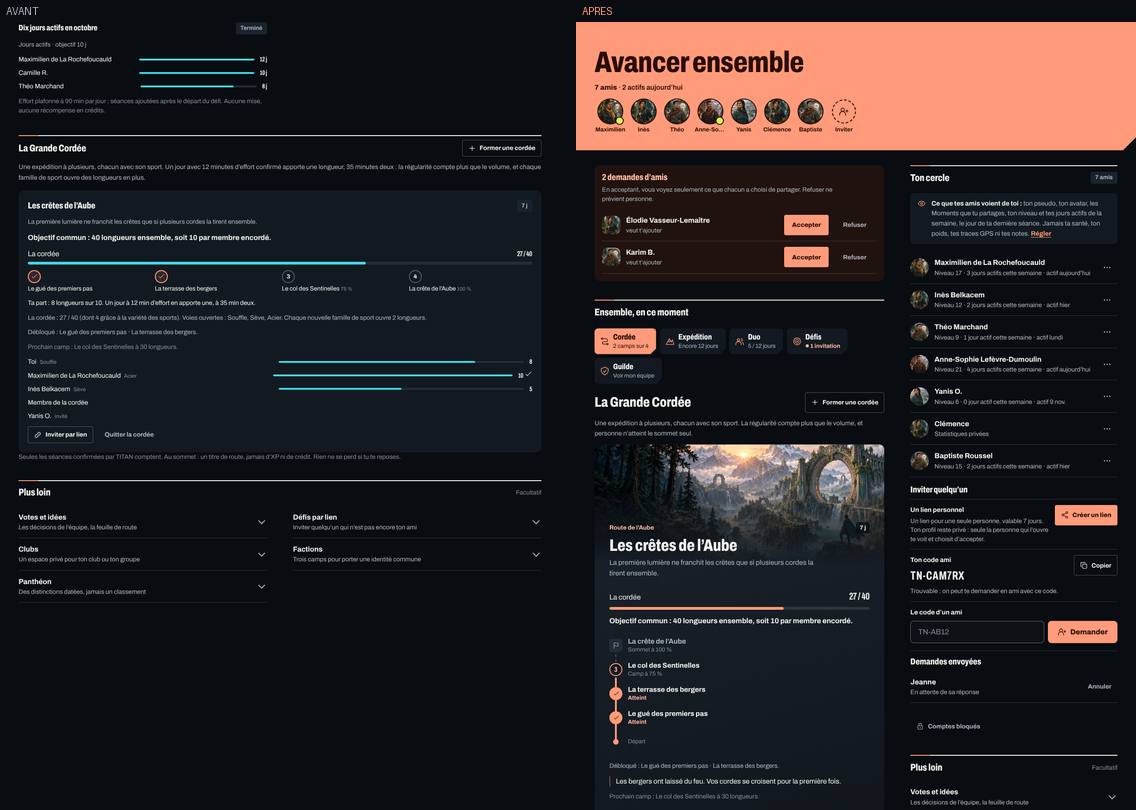 AVANT
Dix jours actifs en octobre
Terminé
Jours actifs · objectif 10 j
Maximilien de La Rochefoucauld 12 j
Camille R. 10 j
Théo Marchand 8 j
Effort plafonné à 90 min par jour ; séances ajoutées après le départ du défi. Aucune mise,
aucune récompense en crédits.
La Grande Cordée
Former une cordée
Une expédition à plusieurs, chacun avec son sport. Un jour avec 12 minutes d'effort confirmé apporte une longueur, 35 minutes deux : la régularité compte plus que le volume, et chaque
famille de sport ouvre des longueurs en plus.
Les crêtes de l'Aube
7 j
La première lumière ne franchit les crêtes que si plusieurs cordes la tirent ensemble.
Objectif commun : 40 longueurs ensemble, soit 10 par membre encordé.
La cordée 27 / 40
3
4
Le gué des premiers pas
La terrasse des bergers
Le col des Sentinelles 75 %
La crête de l'Aube 100 %
Ta part : 8 longueurs sur 10. Un jour à 12 min d'effort en apporte une, à 35 min deux.
La cordée : 27 / 40 (dont 4 grâce à la variété des sports). Voies ouvertes : Souffle, Sève, Acier. Chaque nouvelle famille de sport ouvre 2 longueurs.
Débloqué : Le gué des premiers pas · La terrasse des bergers.
Prochain camp : Le col des Sentinelles à 30 longueurs.
Toi Souffle 8
Maximilien de La Rochefoucauld Acier 10
Inès Belkacem Sève 5
Membre de la cordée
Yanis O. Invité
Inviter par lien
Quitter la cordée
Seules les séances confirmées par TITAN comptent. Au sommet : un titre de route, jamais d'XP ni de crédit. Rien ne se perd si tu te reposes.
Plus loin
Facultatif
Votes et idées
Les décisions de l'équipe, la feuille de route
Défis par lien
Inviter quelqu'un qui n'est pas encore ton ami
Clubs
Un espace privé pour ton club ou ton groupe
Factions
Trois camps pour porter une identité commune
Panthéon
Des distinctions datées, jamais un classement
APRES
Avancer ensemble
7 amis · 2 actifs aujourd'hui
Maximilien
Inès
Théo
Anne-So...
Yanis
Clémence
Baptiste
Inviter
2 demandes d'amis
En acceptant, vous voyez seulement ce que chacun a choisi de partager. Refuser ne
prévient personne.
Élodie Vasseur-Lemaître
veut t'ajouter
Accepter
Refuser
Karim B.
veut t'ajouter
Accepter
Refuser
Ensemble, en ce moment
Cordée
2 camps sur 4
Expédition
Encore 12 jours
Duo
5 / 12 jours
Défis
1 invitation
Guilde
Voir mon équipe
La Grande Cordée
Former une cordée
Une expédition à plusieurs, chacun avec son sport. La régularité compte plus que le volume, et
personne n'atteint le sommet seul.
Route de l'Aube
7 j
Les crêtes de l'Aube
La première lumière ne franchit les crêtes que si plusieurs cordes la
tirent ensemble.
La cordée 27 / 40
Objectif commun : 40 longueurs ensemble, soit 10 par membre encordé.
La crête de l'Aube
Sommet à 100 %
3
Le col des Sentinelles
Camp à 75 %
La terrasse des bergers
Atteint
Le gué des premiers pas
Atteint
Départ
Débloqué : Le gué des premiers pas · La terrasse des bergers.
Les bergers ont laissé du feu. Vos cordes se croisent pour la première fois.
Prochain camp : Le col des Sentinelles à 30 longueurs.
Ton cercle
7 amis
Ce que tes amis voient de toi : ton pseudo, ton avatar, les
Moments que tu partages, ton niveau et tes jours actifs de la
semaine, le jour de ta dernière séance. Jamais ta santé, ton
poids, tes traces GPS ni tes notes. Régler
Maximilien de La Rochefoucauld
Niveau 17 · 3 jours actifs cette semaine · actif aujourd'hui
Inès Belkacem
Niveau 12 · 2 jours actifs cette semaine · actif hier
Théo Marchand
Niveau 9 · 1 jour actif cette semaine · actif lundi
Anne-Sophie Lefèvre-Dumoulin
Niveau 21 · 4 jours actifs cette semaine · actif aujourd'hui
Yanis O.
Niveau 6 · 0 jour actif cette semaine · actif 9 nov.
Clémence
Statistiques privées
Baptiste Roussel
Niveau 15 · 2 jours actifs cette semaine · actif hier
Inviter quelqu'un
Un lien personnel
Un lien pour une seule personne, valable 7 jours.
Ton profil reste privé : seule la personne qui l'ouvre
te voit et choisit d'accepter.
Créer un lien
Ton code ami
TN-CAM7RX
Copier
Trouvable : on peut te demander en ami avec ce code.
Le code d'un ami
TN-AB12
Demander
Demandes envoyées
Jeanne
En attente de sa réponse
Annuler
Comptes bloqués
Plus loin
Facultatif
Votes et idées
Les décisions de l'équipe, la feuille de route